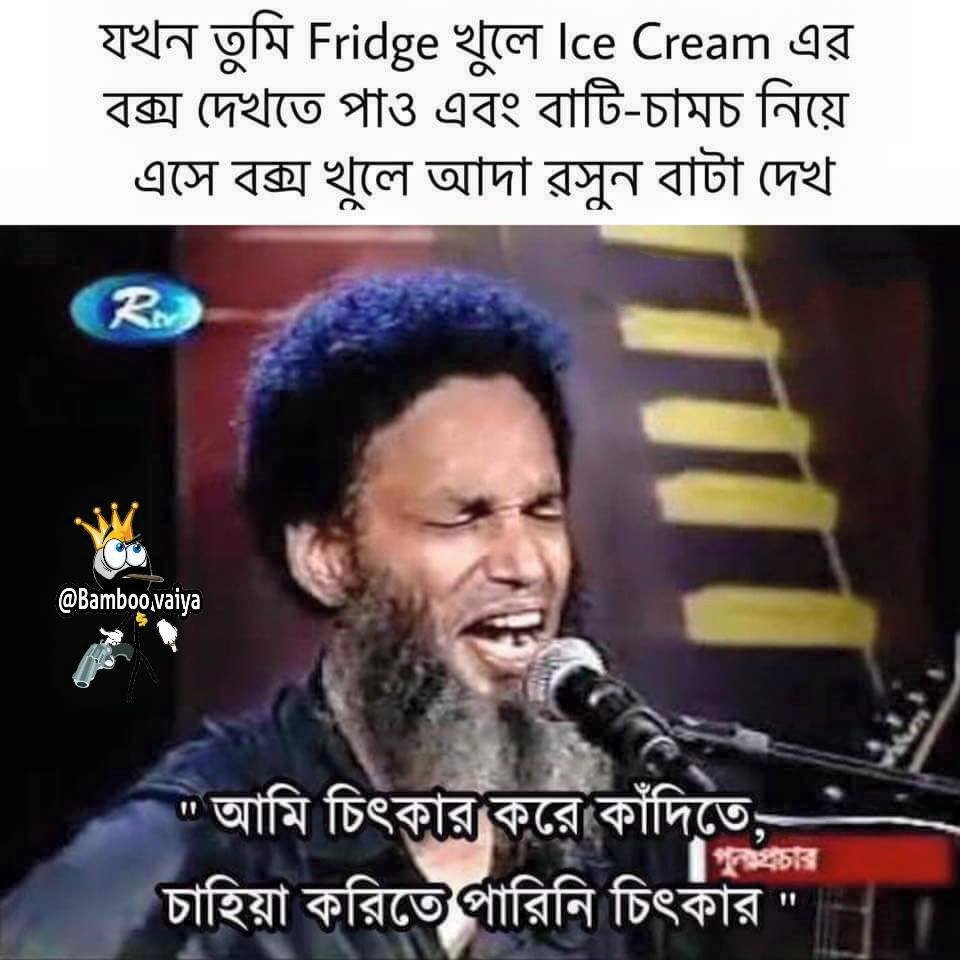 যখন তুমি Fridge খুলে Ice Cream এর
বক্স দেখতে পাও এবং বাটি-চামচ নিয়ে
এসে বক্স খুলে আদা রসুন বাটা দেখ
Rtv
@Bamboo.vaiya
" আমি চিৎকার করে কাঁদিতে,
পুনঃপ্রচার
চাহিয়া করিতে পারিনি চিৎকার "